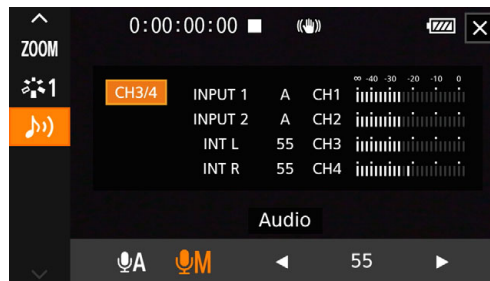 0:00:00:00
ZOOM
1
∞ -40 -30 -20 -10 0
CH3/4 INPUT 1 A CH1
INPUT 2 A CH2
INT L 55 CH3
INT R 55 CH4
Audio
A M 55